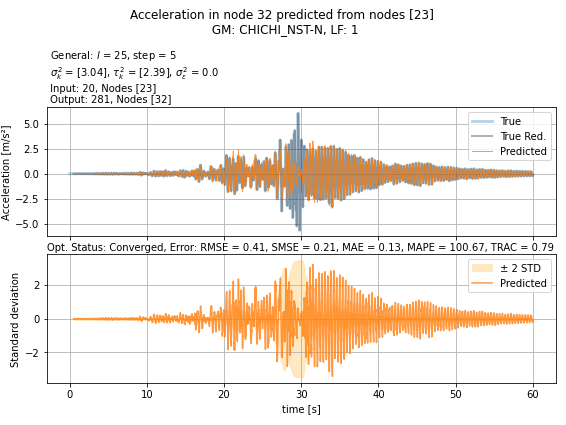 Acceleration in node 32 predicted from nodes [23]
GM: CHICHI_NST-N, LF: 1
General: l = 25, step = 5
σ²ₖ = [3.04], τ²ₖ = [2.39], σ²ε = 0.0
Input: 20, Nodes [23]
Output: 281, Nodes [32]
Acceleration [m/s²]
5.0
2.5
0.0
−2.5
−5.0
True
True Red.
Predicted
Opt. Status: Converged, Error: RMSE = 0.41, SMSE = 0.21, MAE = 0.13, MAPE = 100.67, TRAC = 0.79
Standard deviation
2
0
−2
± 2 STD
Predicted
0 10 20 30 40 50 60
time [s]